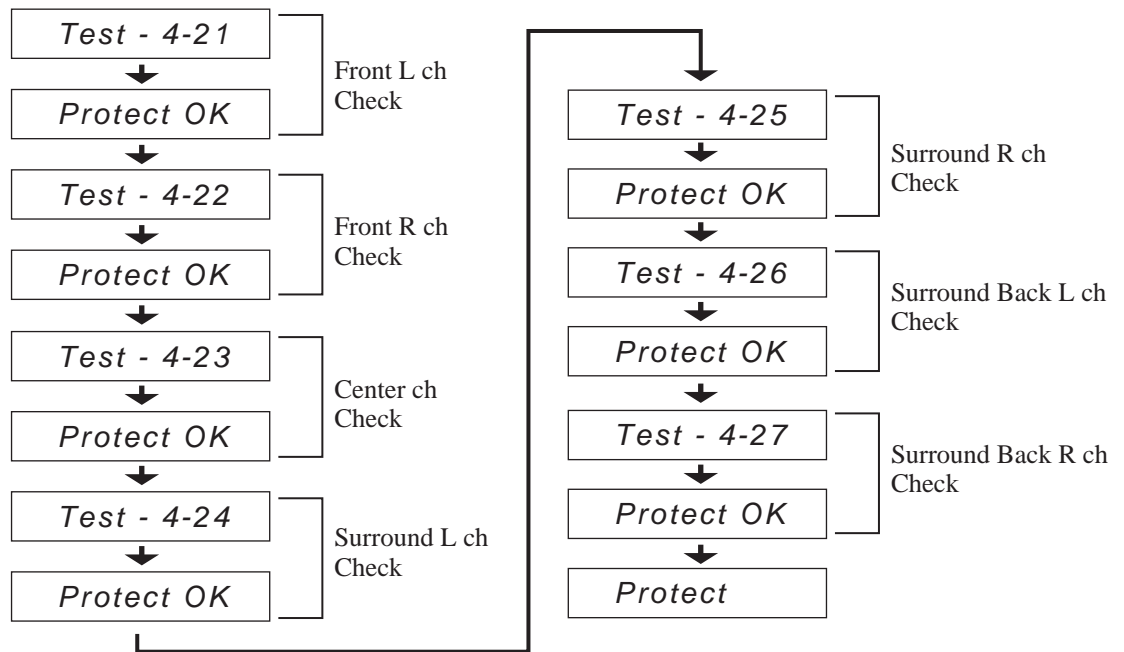 Test - 4-21
Protect OK
Front L ch
Check
Test - 4-22
Protect OK
Front R ch
Check
Test - 4-23
Protect OK
Center ch
Check
Test - 4-24
Protect OK
Surround L ch
Check
Test - 4-25
Protect OK
Surround R ch
Check
Test - 4-26
Protect OK
Surround Back L ch
Check
Test - 4-27
Protect OK
Surround Back R ch
Check
Protect